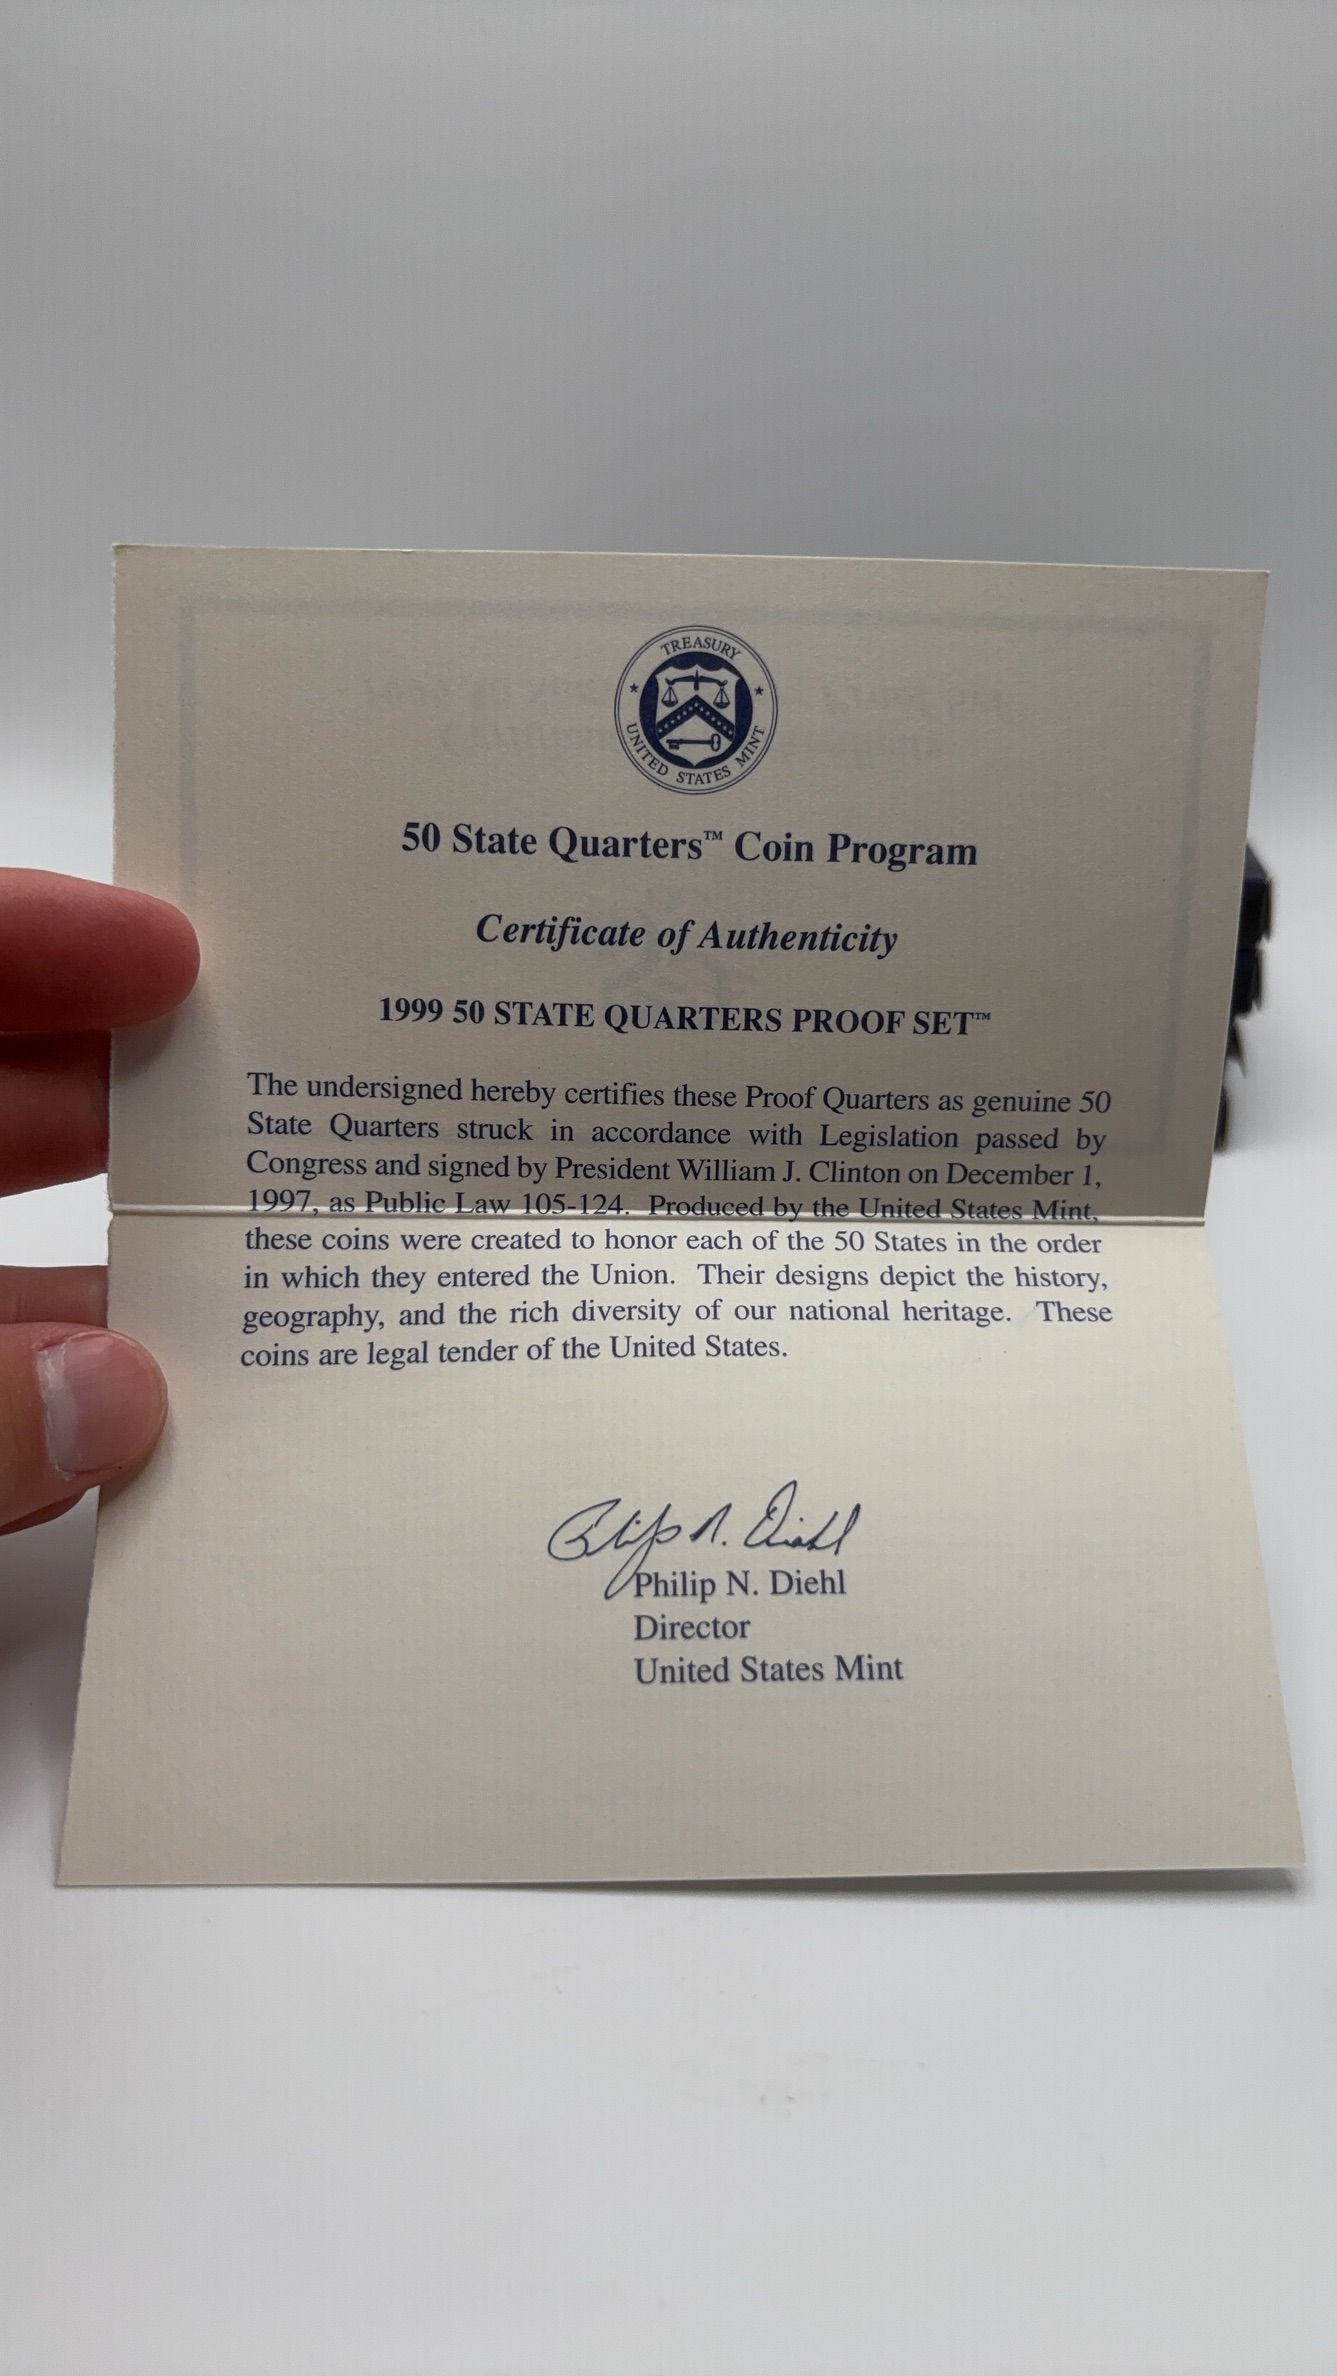 TREASURY
UNITED STATES MINT
50 State Quarters™ Coin Program
Certificate of Authenticity
1999 50 STATE QUARTERS PROOF SET™
The undersigned hereby certifies these Proof Quarters as genuine 50
State Quarters struck in accordance with Legislation passed by
Congress and signed by President William J. Clinton on December 1,
1997, as Public Law 105-124. Produced by the United States Mint,
these coins were created to honor each of the 50 States in the order
in which they entered the Union. Their designs depict the history,
geography, and the rich diversity of our national heritage. These
coins are legal tender of the United States.
Philip N. Diehl
Philip N. Diehl
Director
United States Mint